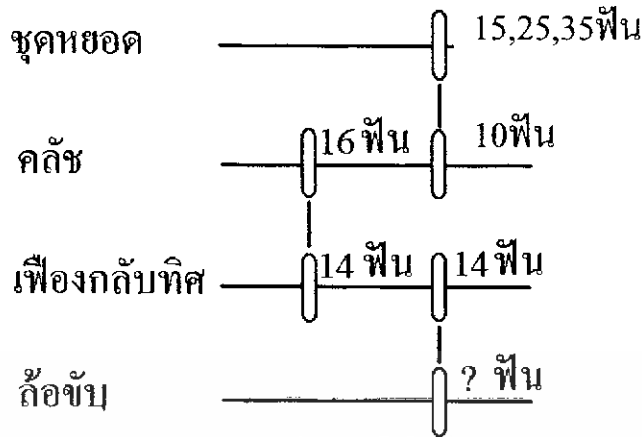 ชุดหยอด 15,25,35ฟัน
คลัช 16 ฟัน 10ฟัน
เฟืองกลับทิศ 14 ฟัน 14 ฟัน
ล้อขับ ? ฟัน